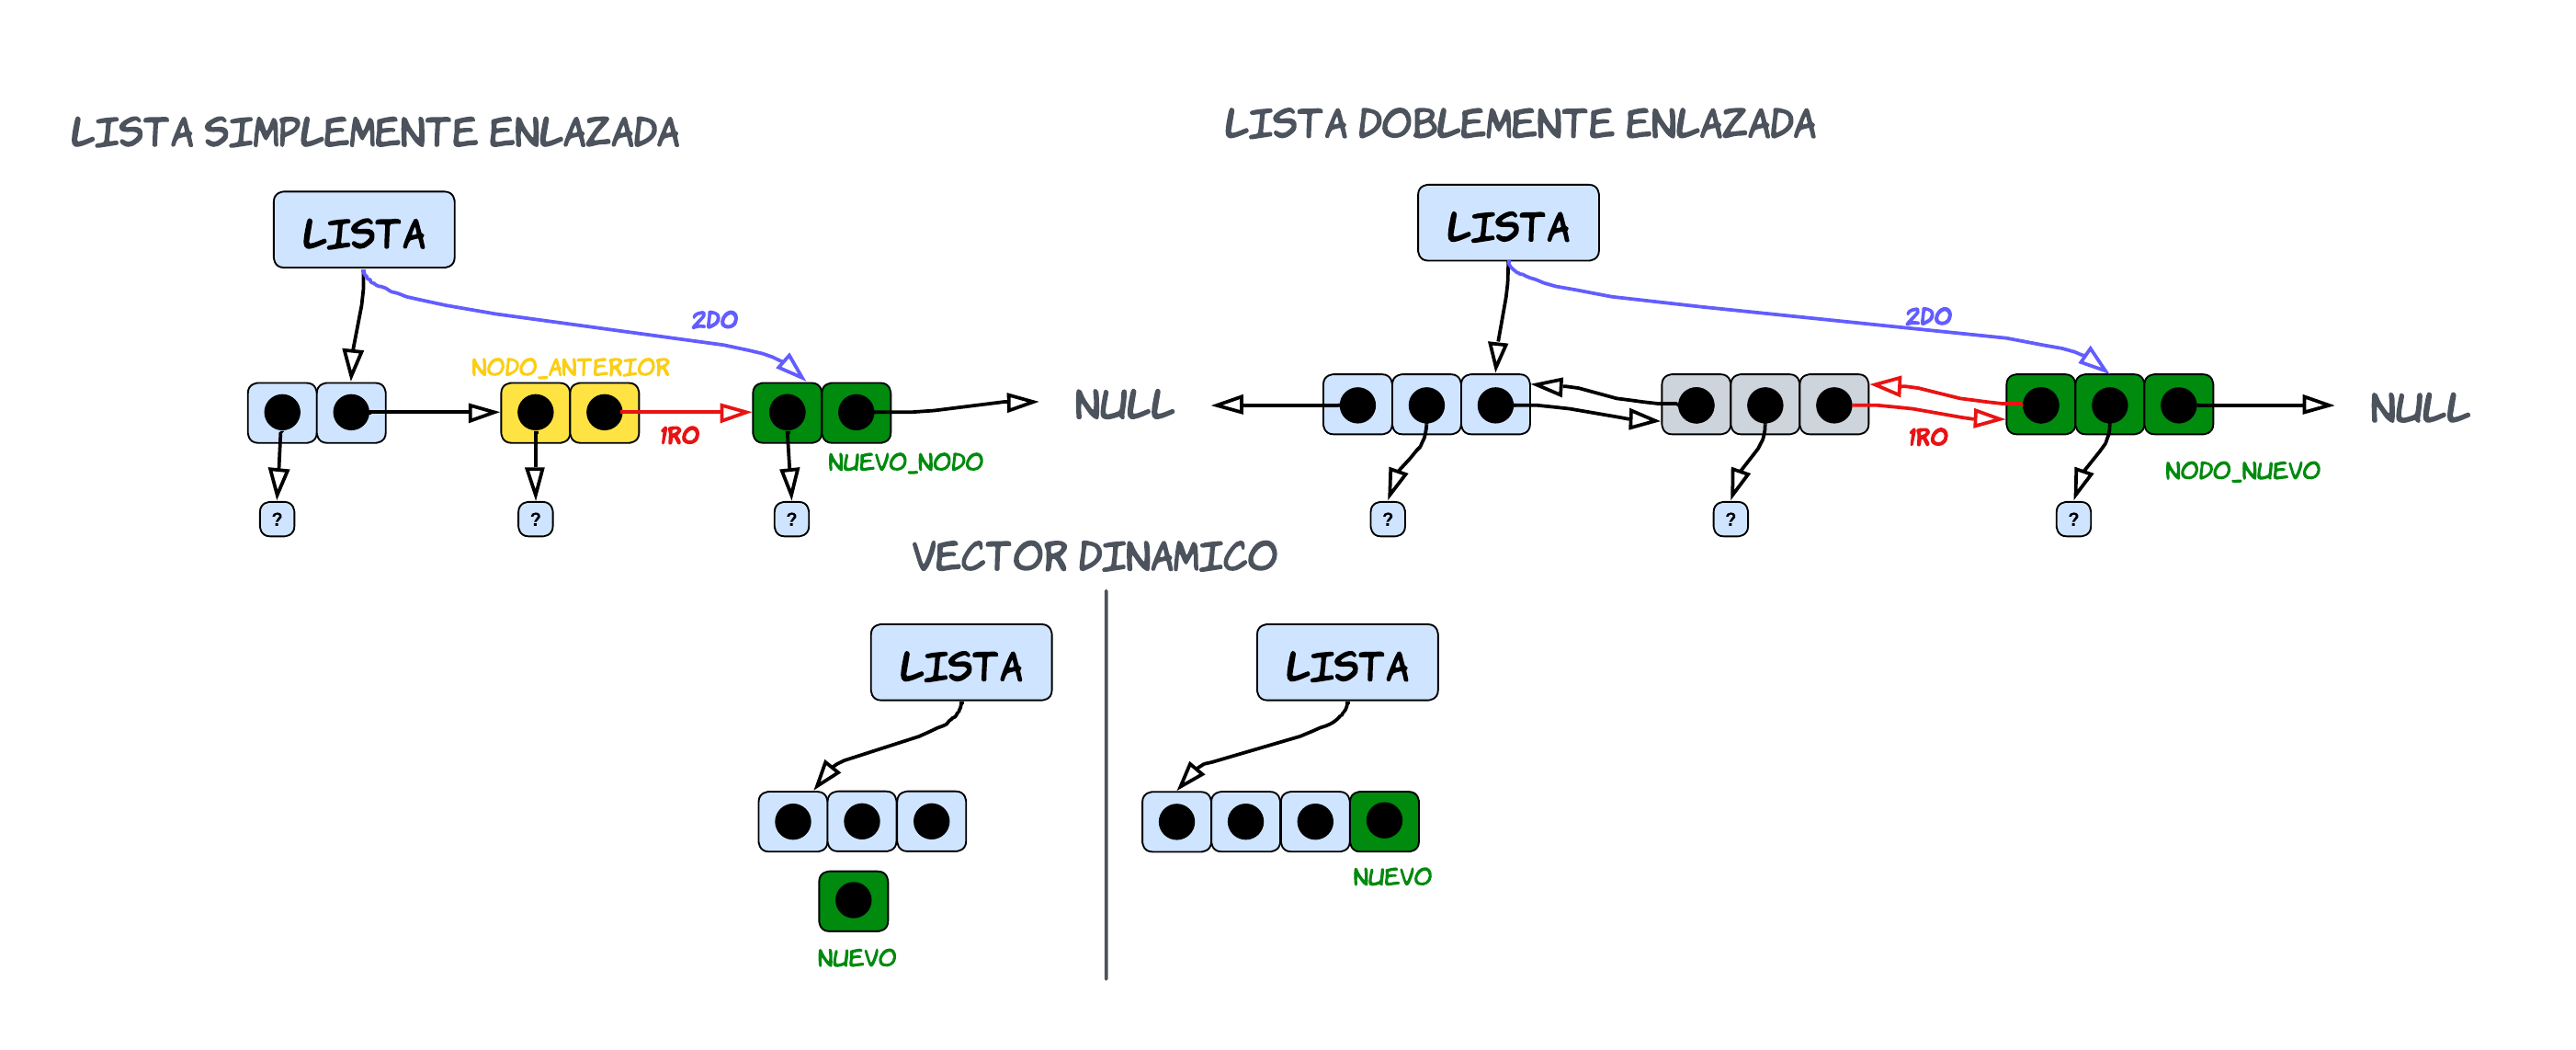 LISTA SIMPLEMENTE ENLAZADA
LISTA
2DO
NODO_ANTERIOR
1RO
NUEVO_NODO
?
?
?
NULL
LISTA DOBLEMENTE ENLAZADA
LISTA
2DO
1RO
NODO_NUEVO
?
?
?
NULL
VECTOR DINAMICO
LISTA
NUEVO
LISTA
NUEVO